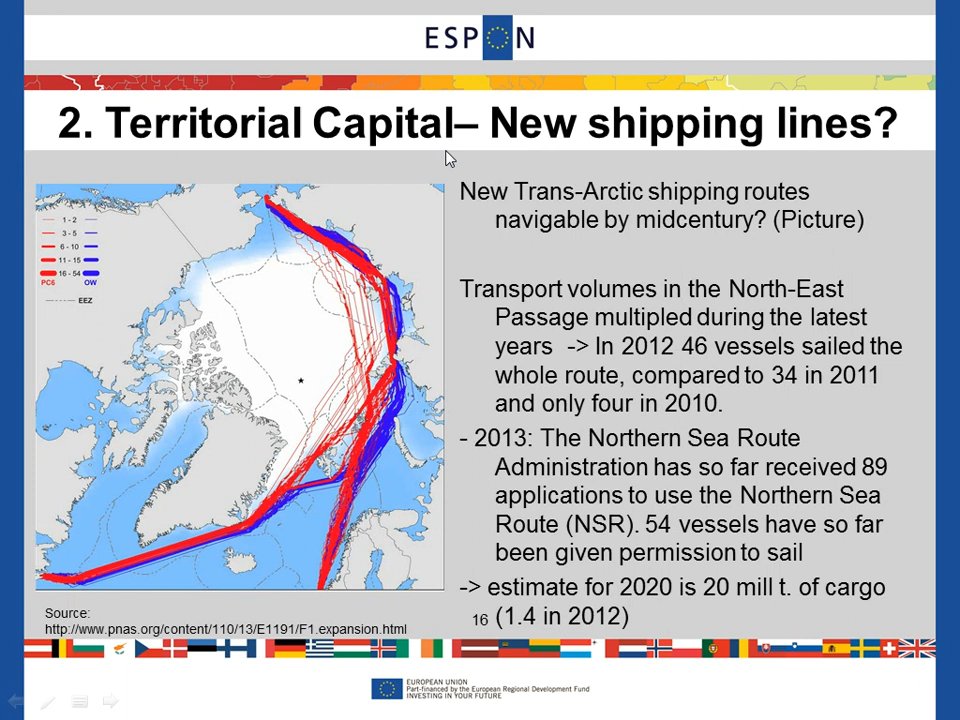 ESPON
2. Territorial Capital– New shipping lines?
1 - 2
3 - 5
6 - 10
11 - 15
16 - 54
PC6 OW
EEZ
New Trans-Arctic shipping routes
navigable by midcentury? (Picture)
Transport volumes in the North-East
Passage multipled during the latest
years -> In 2012 46 vessels sailed the
whole route, compared to 34 in 2011
and only four in 2010.
- 2013: The Northern Sea Route
Administration has so far received 89
applications to use the Northern Sea
Route (NSR). 54 vessels have so far
been given permission to sail
-> estimate for 2020 is 20 mill t. of cargo
(1.4 in 2012)
16
Source:
http://www.pnas.org/content/110/13/E1191/F1.expansion.html
EUROPEAN UNION
Part-financed by the European Regional Development Fund
INVESTING IN YOUR FUTURE